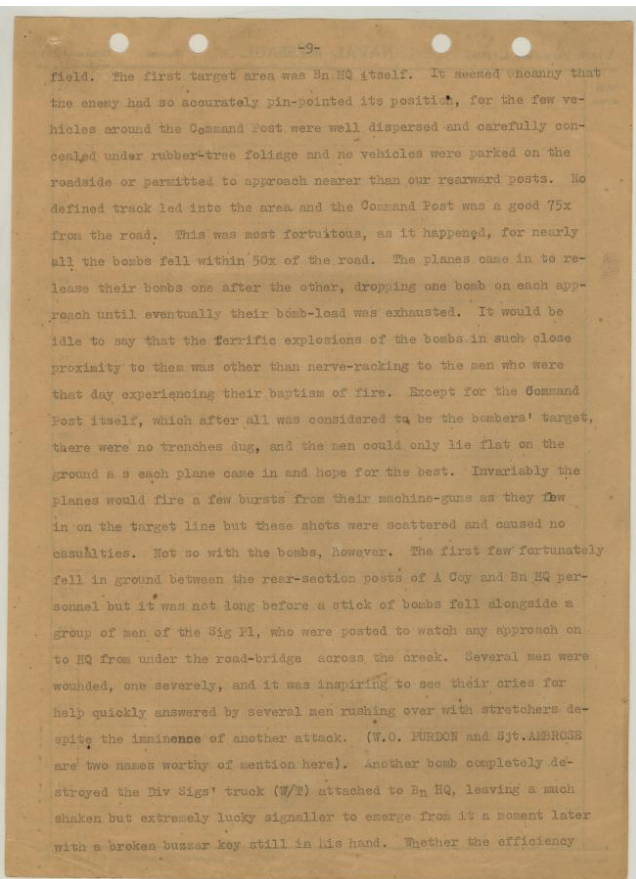 -9-
field. The first target area was Bn HQ itself. It seemed uncanny that
the enemy had so accurately pin-pointed its position, for the few ve-
hicles around the Command Post were well dispersed and carefully con-
cealed under rubber-tree foliage and no vehicles were parked on the
roadside or permitted to approach nearer than our rearward posts. No
defined track led into the area and the Command Post was a good 75x
from the road. This was most fortuitous, as it happened, for nearly
all the bombs fell within 50x of the road. The planes came in to re-
lease their bombs one after the other, dropping one bomb on each app-
roach until eventually their bomb-load was exhausted. It would be
idle to say that the ferrific explosions of the bombs in such close
proximity to them was other than nerve-racking to the men who were
that day experiencing their baptism of fire. Except for the Command
Post itself, which after all was considered to be the bombers' target,
there were no trenches dug, and the men could only lie flat on the
ground a s each plane came in and hope for the best. Invariably the
planes would fire a few bursts from their machine-guns as they few
in on the target line but these shots were scattered and caused no
casualties. Not so with the bombs, however. The first few fortunately
fell in ground between the rear-section posts of A Coy and Bn HQ per-
sonnel but it was not long before a stick of bombs fell alongside a
group of men of the Sig Pl, who were posted to watch any approach on
to HQ from under the road-bridge across the creek. Several men were
wounded, one severely, and it was inspiring to see their cries for
help quickly answered by several men rushing over with stretchers de-
spite the imminence of another attack. (W.O. PURDON and Sjt.AMBROSE
are two names worthy of mention here). Another bomb completely de-
stroyed the Div Sigs' truck (W/T) attached to Bn HQ, leaving a much
shaken but extremely lucky signaller to emerge from it a moment later
with a broken buzzer key still in his hand. Whether the efficiency